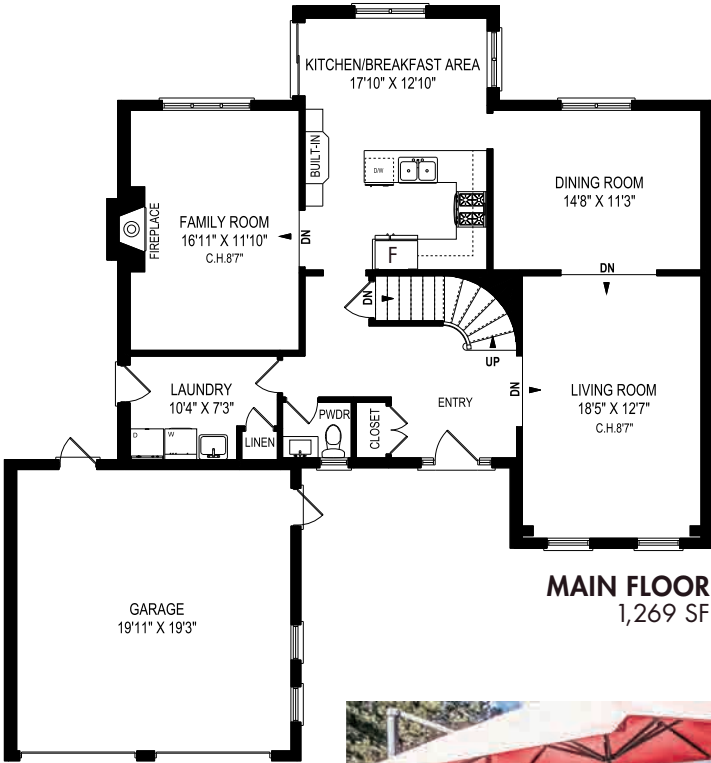 KITCHEN/BREAKFAST AREA
17'10" X 12'10"
BUILT-IN
D/W
DINING ROOM
14'8" X 11'3"
FIREPLACE
FAMILY ROOM
16'11" X 11'10"
C.H.8'7"
DN
F
DN
DN
UP
LAUNDRY
10'4" X 7'3"
D
W
LINEN
PWDR
CLOSET
ENTRY
DN
LIVING ROOM
18'5" X 12'7"
C.H.8'7"
GARAGE
19'11" X 19'3"
MAIN FLOOR
1,269 SF